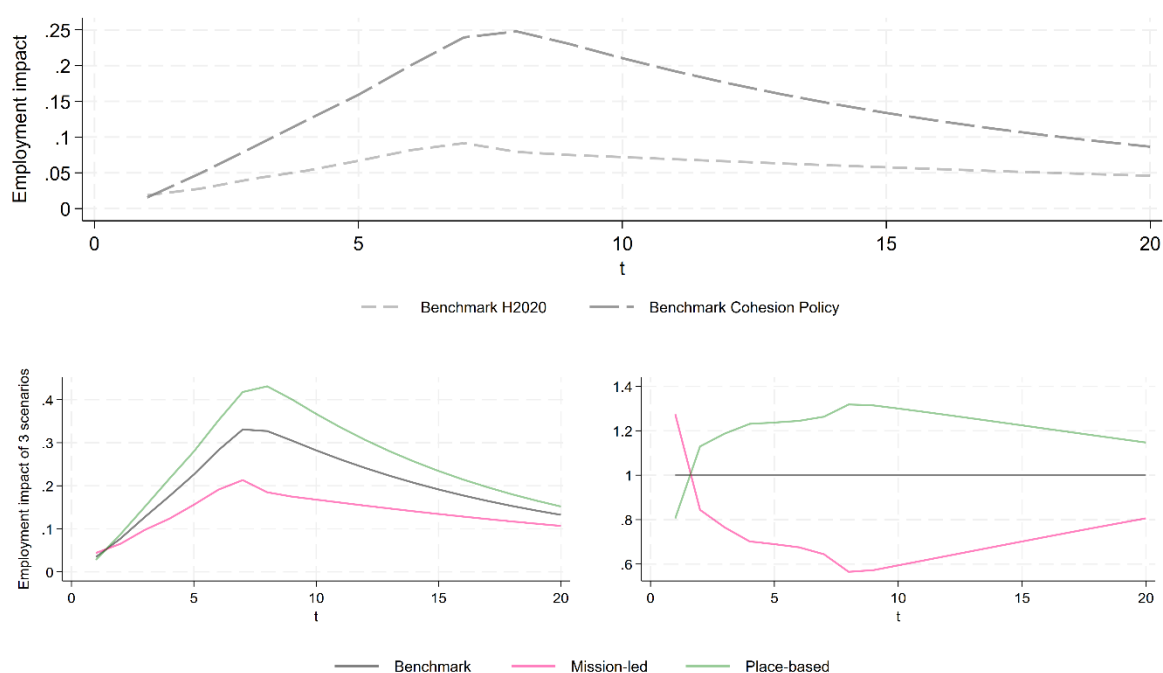 Employment impact
.25
.2
.15
.1
.05
0
0 5 10 15 20
t
Benchmark H2020 Benchmark Cohesion Policy
Employment impact of 3 scenarios
.4
.3
.2
.1
0
0 5 10 15 20
t
1.4
1.2
1
.8
.6
0 5 10 15 20
t
Benchmark Mission-led Place-based